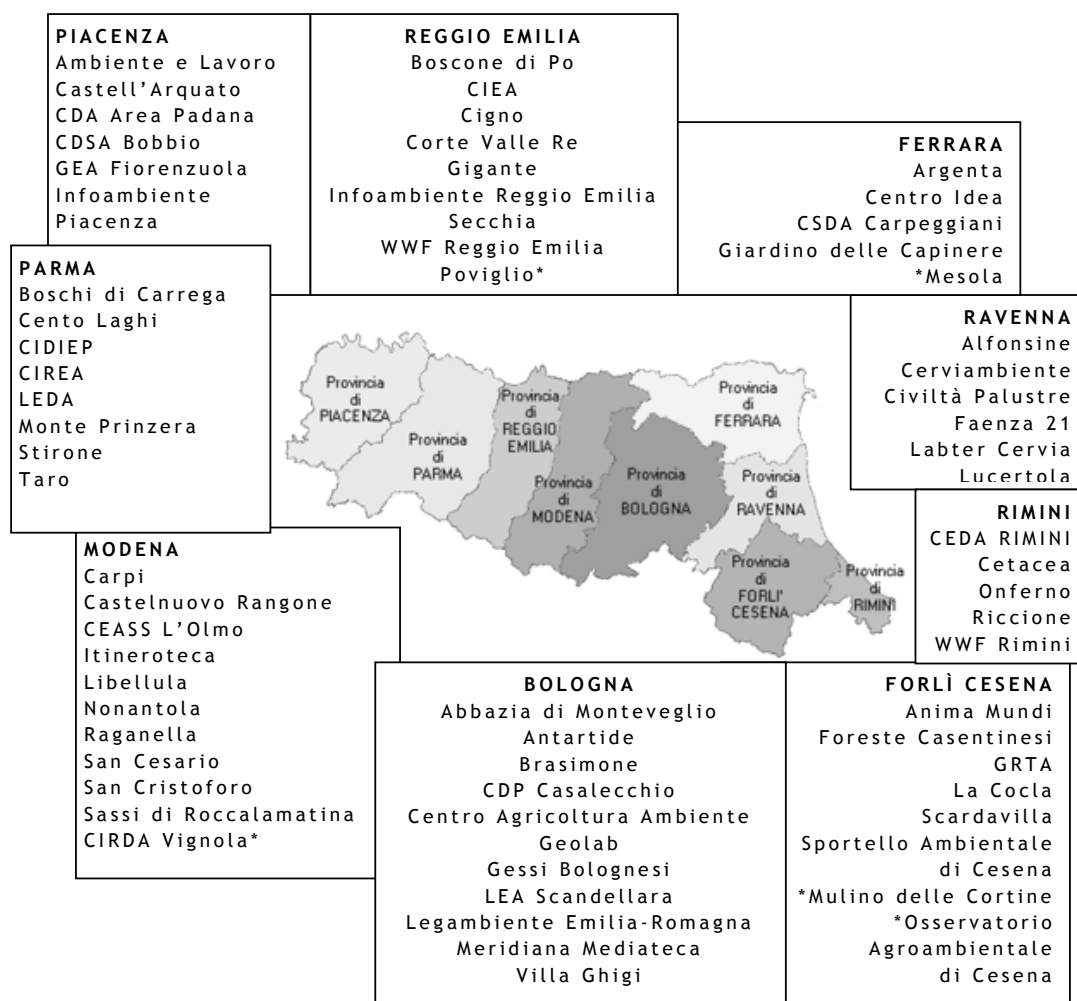 PIACENZA
Ambiente e Lavoro
Castell’Arquato
CDA Area Padana
CDSA Bobbio
GEA Fiorenzuola
Infoambiente
Piacenza
REGGIO EMILIA
Boscone di Po
CIEA
Cigno
Corte Valle Re
Gigante
Infoambiente Reggio Emilia
Secchia
WWF Reggio Emilia
Poviglio*
FERRARA
Argenta
Centro Idea
CSDA Carpeggiani
Giardino delle Capinere
*Mesola
PARMA
Boschi di Carrega
Cento Laghi
CIDIEP
CIREA
LEDA
Monte Prinzera
Stirone
Taro
RAVENNA
Alfonsine
Cerviambiente
Civiltà Palustre
Faenza 21
Labter Cervia
Lucertola
Provincia
di
PIACENZA
Provincia
di
PARMA
Provincia
di
REGGIO
EMILIA
Provincia
di
MODENA
Provincia
di
BOLOGNA
Provincia
di
FERRARA
Provincia
di
RAVENNA
Provincia
di
FORLI'
CESENA
Provincia
di
RIMINI
RIMINI
CEDA RIMINI
Cetacea
Onferno
Riccione
WWF Rimini
MODENA
Carpi
Castelnuovo Rangone
CEASS L’Olmo
Itineroteca
Libellula
Nonantola
Raganella
San Cesario
San Cristoforo
Sassi di Roccalamatina
CIRDA Vignola*
BOLOGNA
Abbazia di Monteveglio
Antartide
Brasimone
CDP Casalecchio
Centro Agricoltura Ambiente
Geolab
Gessi Bolognesi
LEA Scandellara
Legambiente Emilia-Romagna
Meridiana Mediateca
Villa Ghigi
FORLÌ CESENA
Anima Mundi
Foreste Casentinesi
GRTA
La Cocla
Scardavilla
Sportello Ambientale
di Cesena
*Mulino delle Cortine
*Osservatorio
Agroambientale
di Cesena